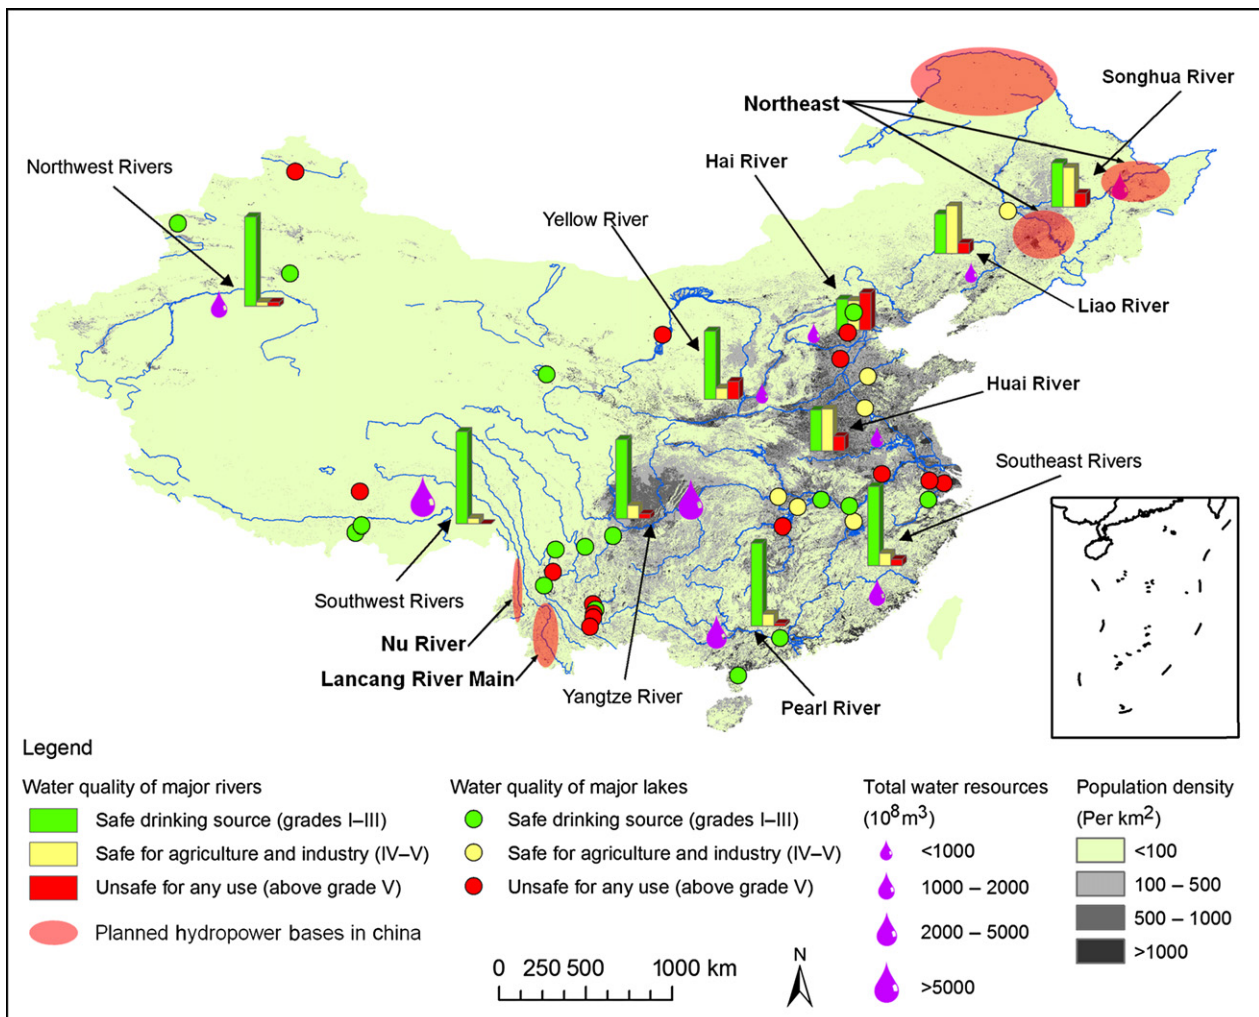 Songhua River
Northeast
Hai River
Northwest Rivers
Yellow River
Liao River
Huai River
Southeast Rivers
Southwest Rivers
Nu River
Lancang River Main
Yangtze River
Pearl River
Legend
Water quality of major rivers
Safe drinking source (grades I–III)
Safe for agriculture and industry (IV–V)
Unsafe for any use (above grade V)
Planned hydropower bases in china
Water quality of major lakes
Safe drinking source (grades I–III)
Safe for agriculture and industry (IV–V)
Unsafe for any use (above grade V)
0 250 500 1000 km
N
Total water resources
(10⁸m³)
<1000
1000 – 2000
2000 – 5000
>5000
Population density
(Per km²)
<100
100 – 500
500 – 1000
>1000